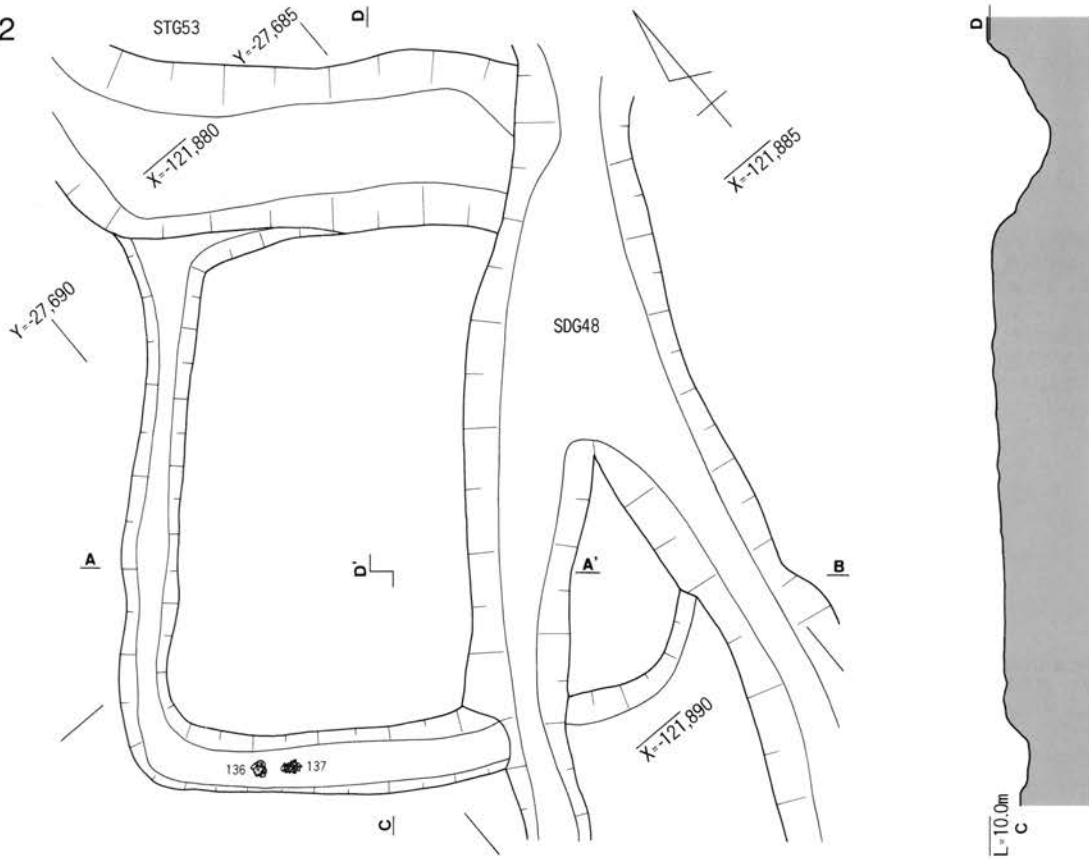 2
STG53
D
D
Y=-27,685
X=-121,880
X=-121,885
Y=-27,690
SDG48
A
D'
A'
B
X=-121,890
136
137
C
L=10.0m
C